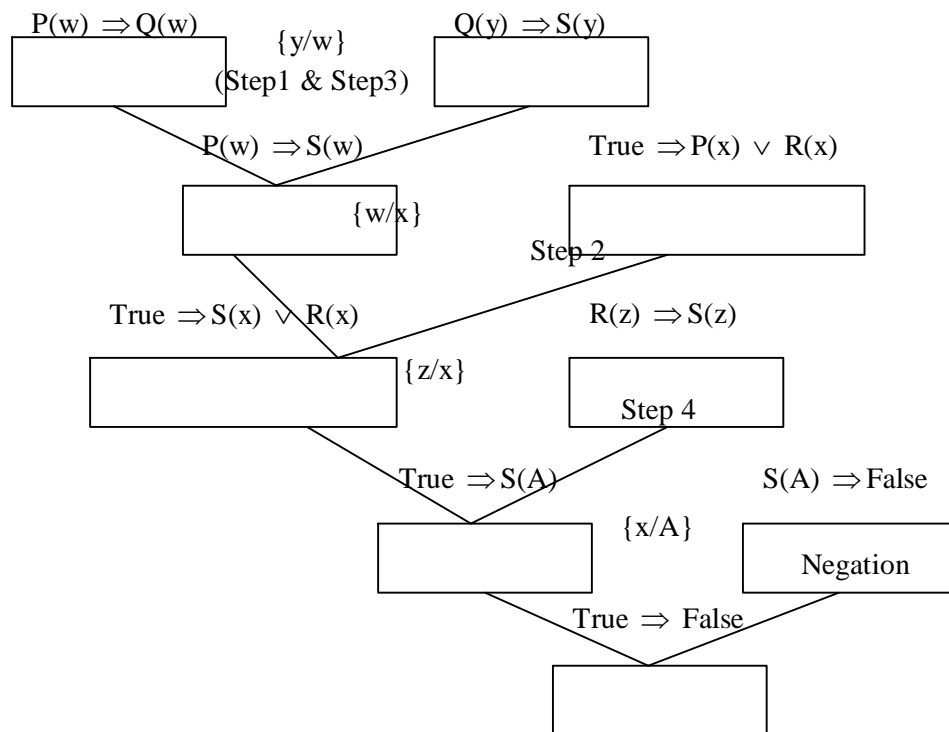 P(w) ⇒ Q(w)
{y/w}
Q(y) ⇒ S(y)
(Step1 & Step3)
P(w) ⇒ S(w)
True ⇒ P(x) ∨ R(x)
{w/x}
Step 2
True ⇒ S(x) ∨ R(x)
R(z) ⇒ S(z)
{z/x}
Step 4
True ⇒ S(A)
S(A) ⇒ False
{x/A}
Negation
True ⇒ False